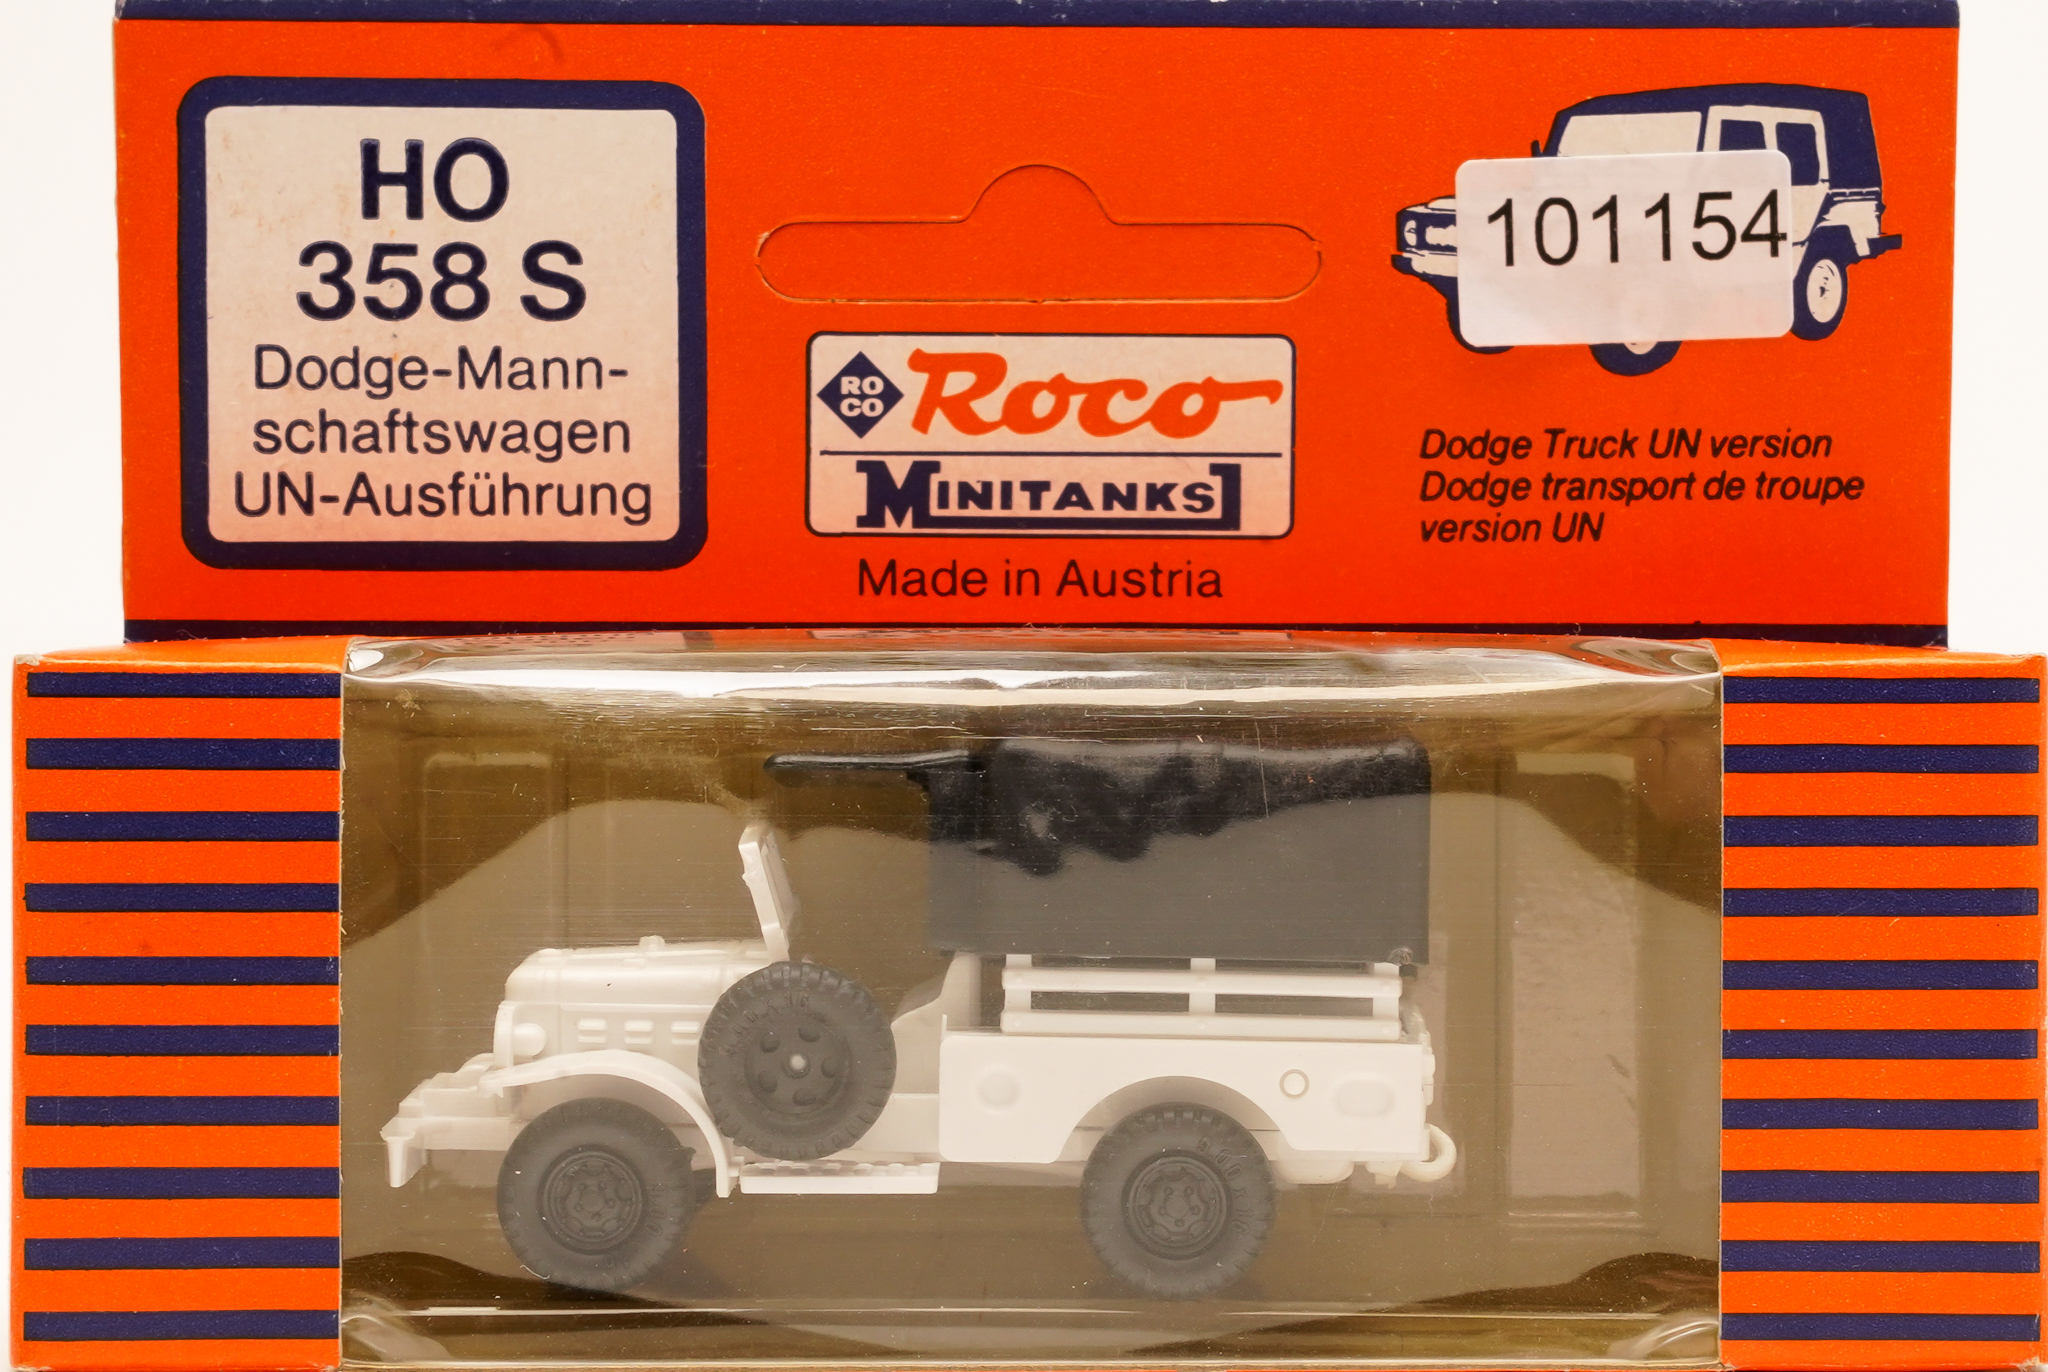 HO
358 S
Dodge-Mann-
schaftswagen
UN-Ausführung
RO
CO
Roco
MINITANKS
Made in Austria
101154
Dodge Truck UN version
Dodge transport de troupe
version UN